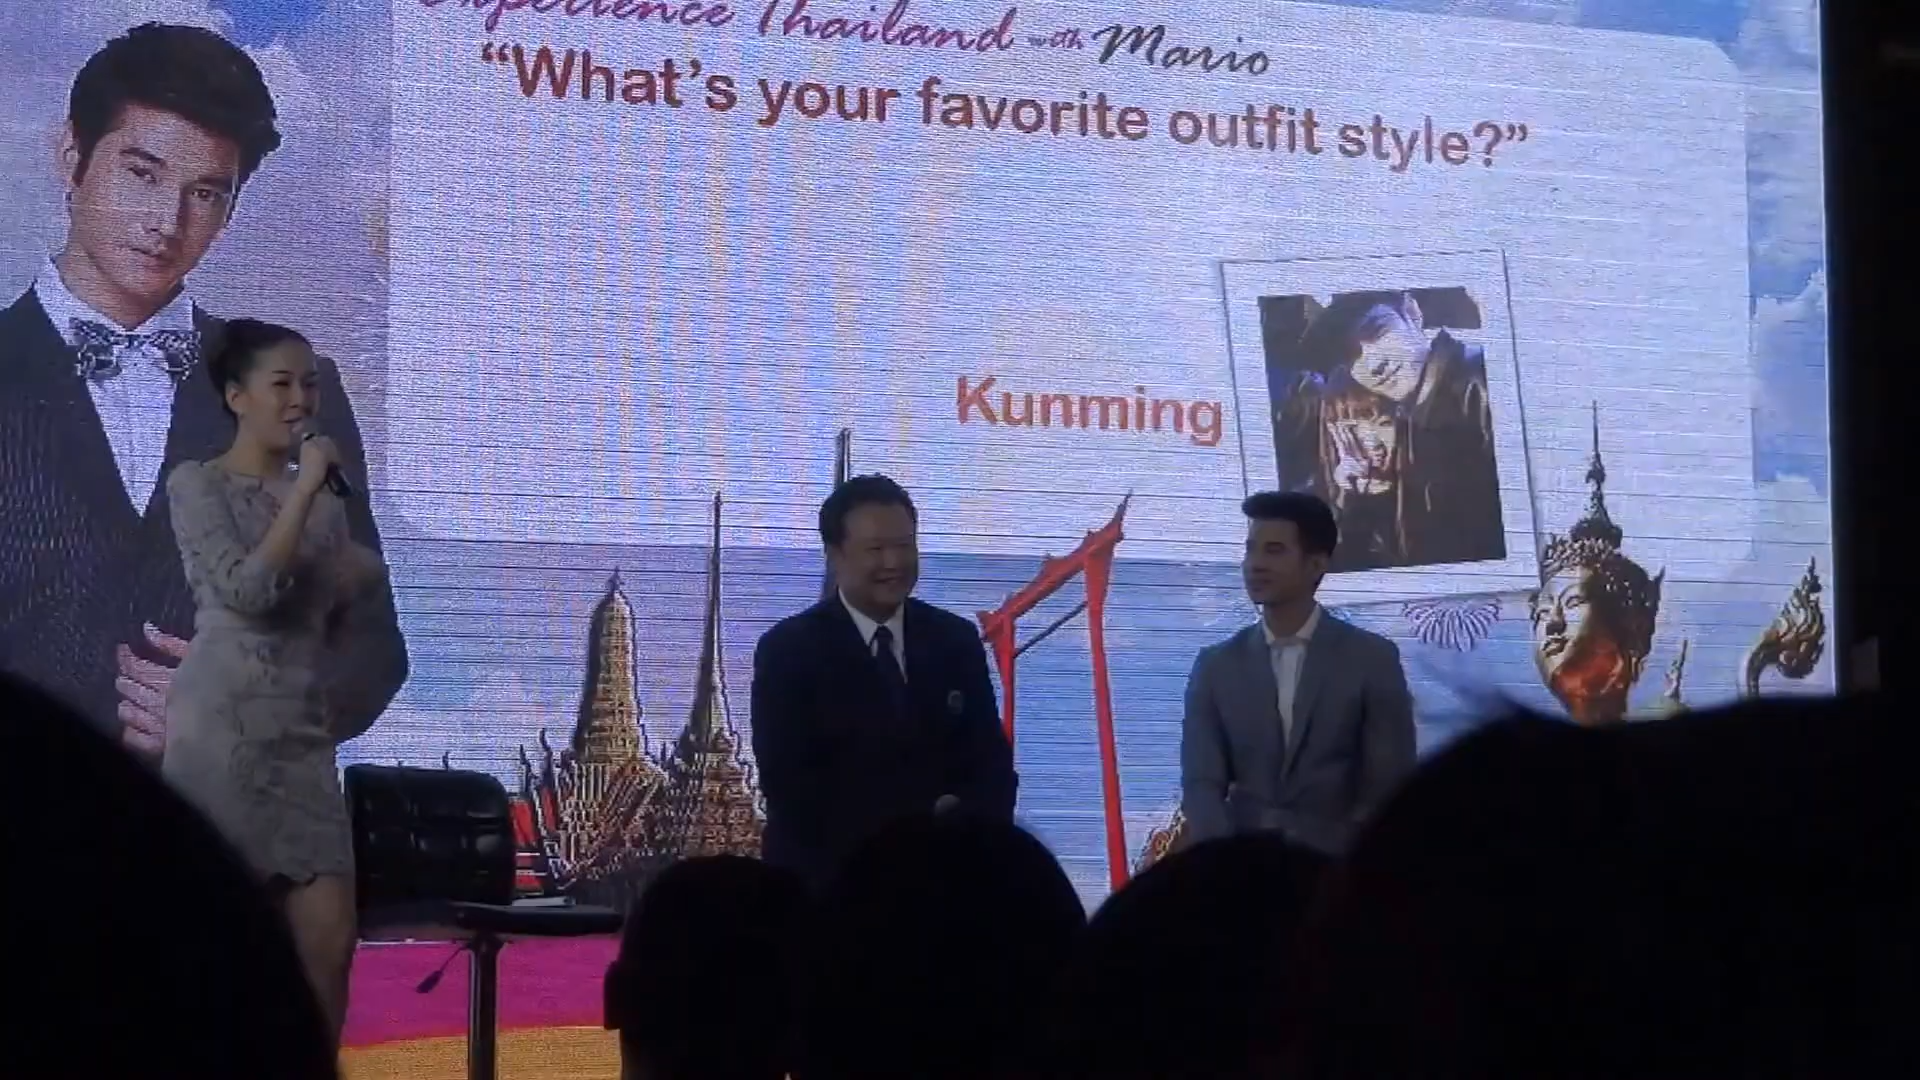 Experience Thailand with Mario
“What’s your favorite outfit style?”
Kunming